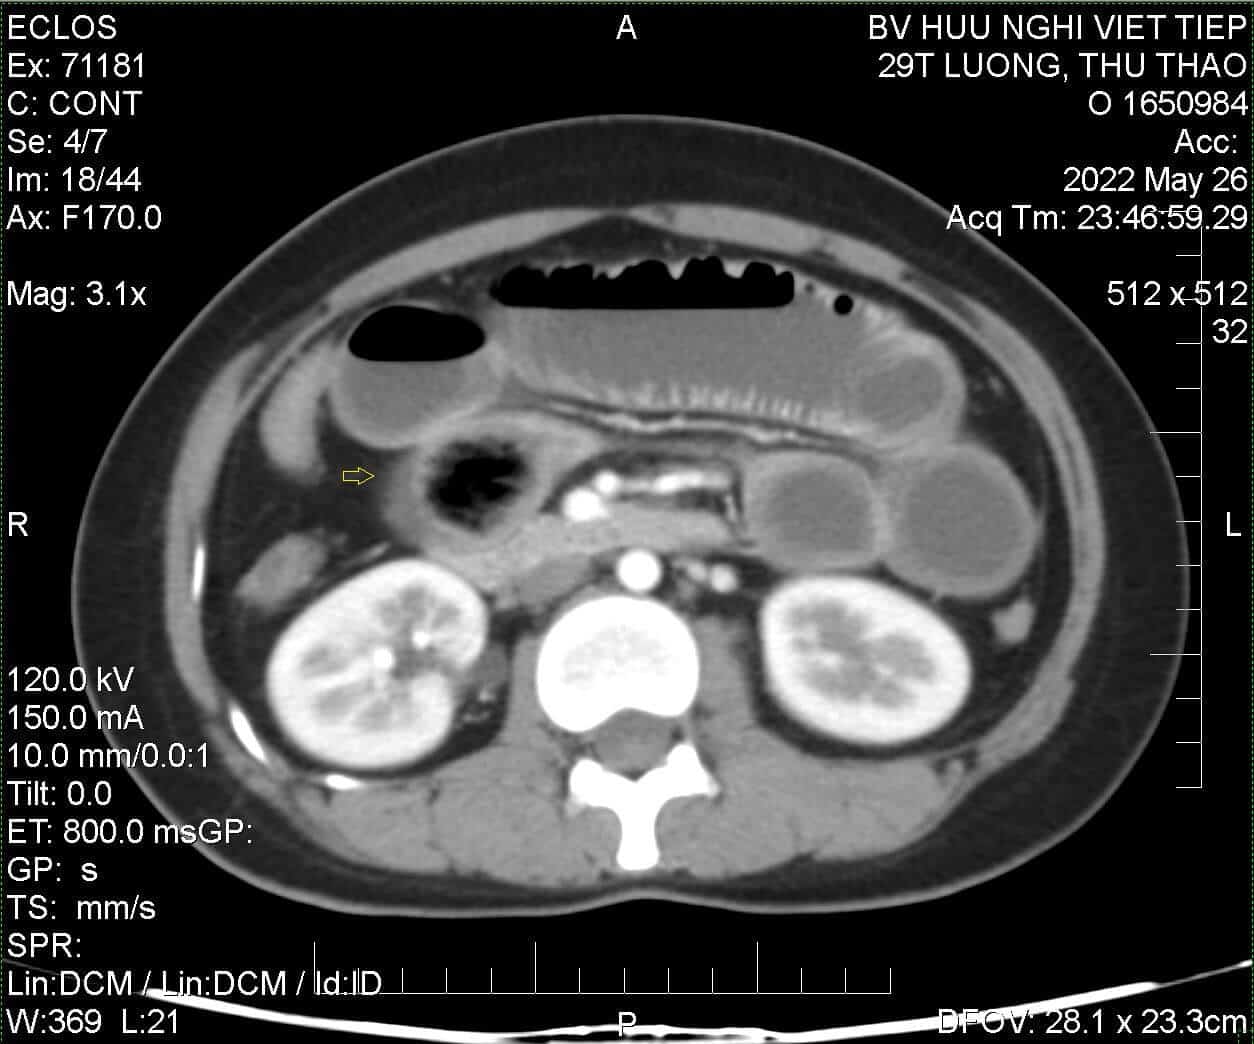 ECLOS
Ex: 71181
C: CONT
Se: 4/7
Im: 18/44
Ax: F170.0
Mag: 3.1x
A
BV HUU NGHI VIET TIEP
29T LUONG, THU THAO
O 1650984
Acc:
2022 May 26
Acq Tm: 23:46:59.29
512 x 512
32
R
L
120.0 kV
150.0 mA
10.0 mm/0.0:1
Tilt: 0.0
ET: 800.0 msGP:
GP: s
TS: mm/s
SPR:
Lin:DCM / Lin:DCM / Id:ID
W:369 L:21
P
DFOV: 28.1 x 23.3cm